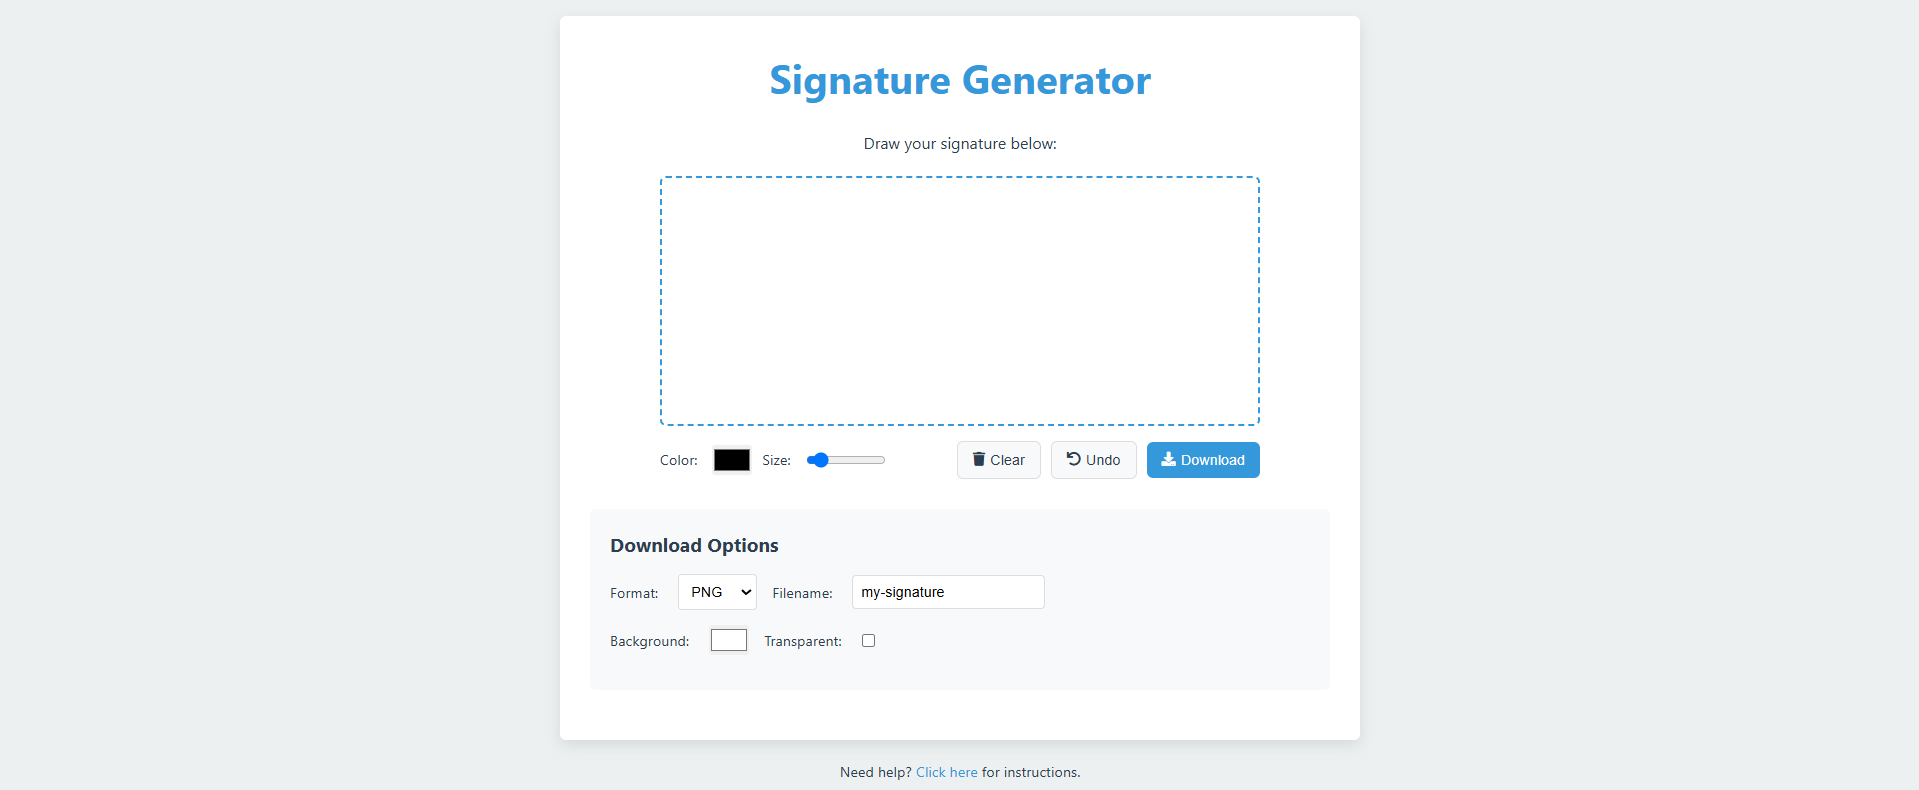 Signature Generator
Draw your signature below:
Color: Size: Clear Undo Download
Download Options
Format: PNG Filename: my-signature
Background: Transparent:
Need help? Click here for instructions.